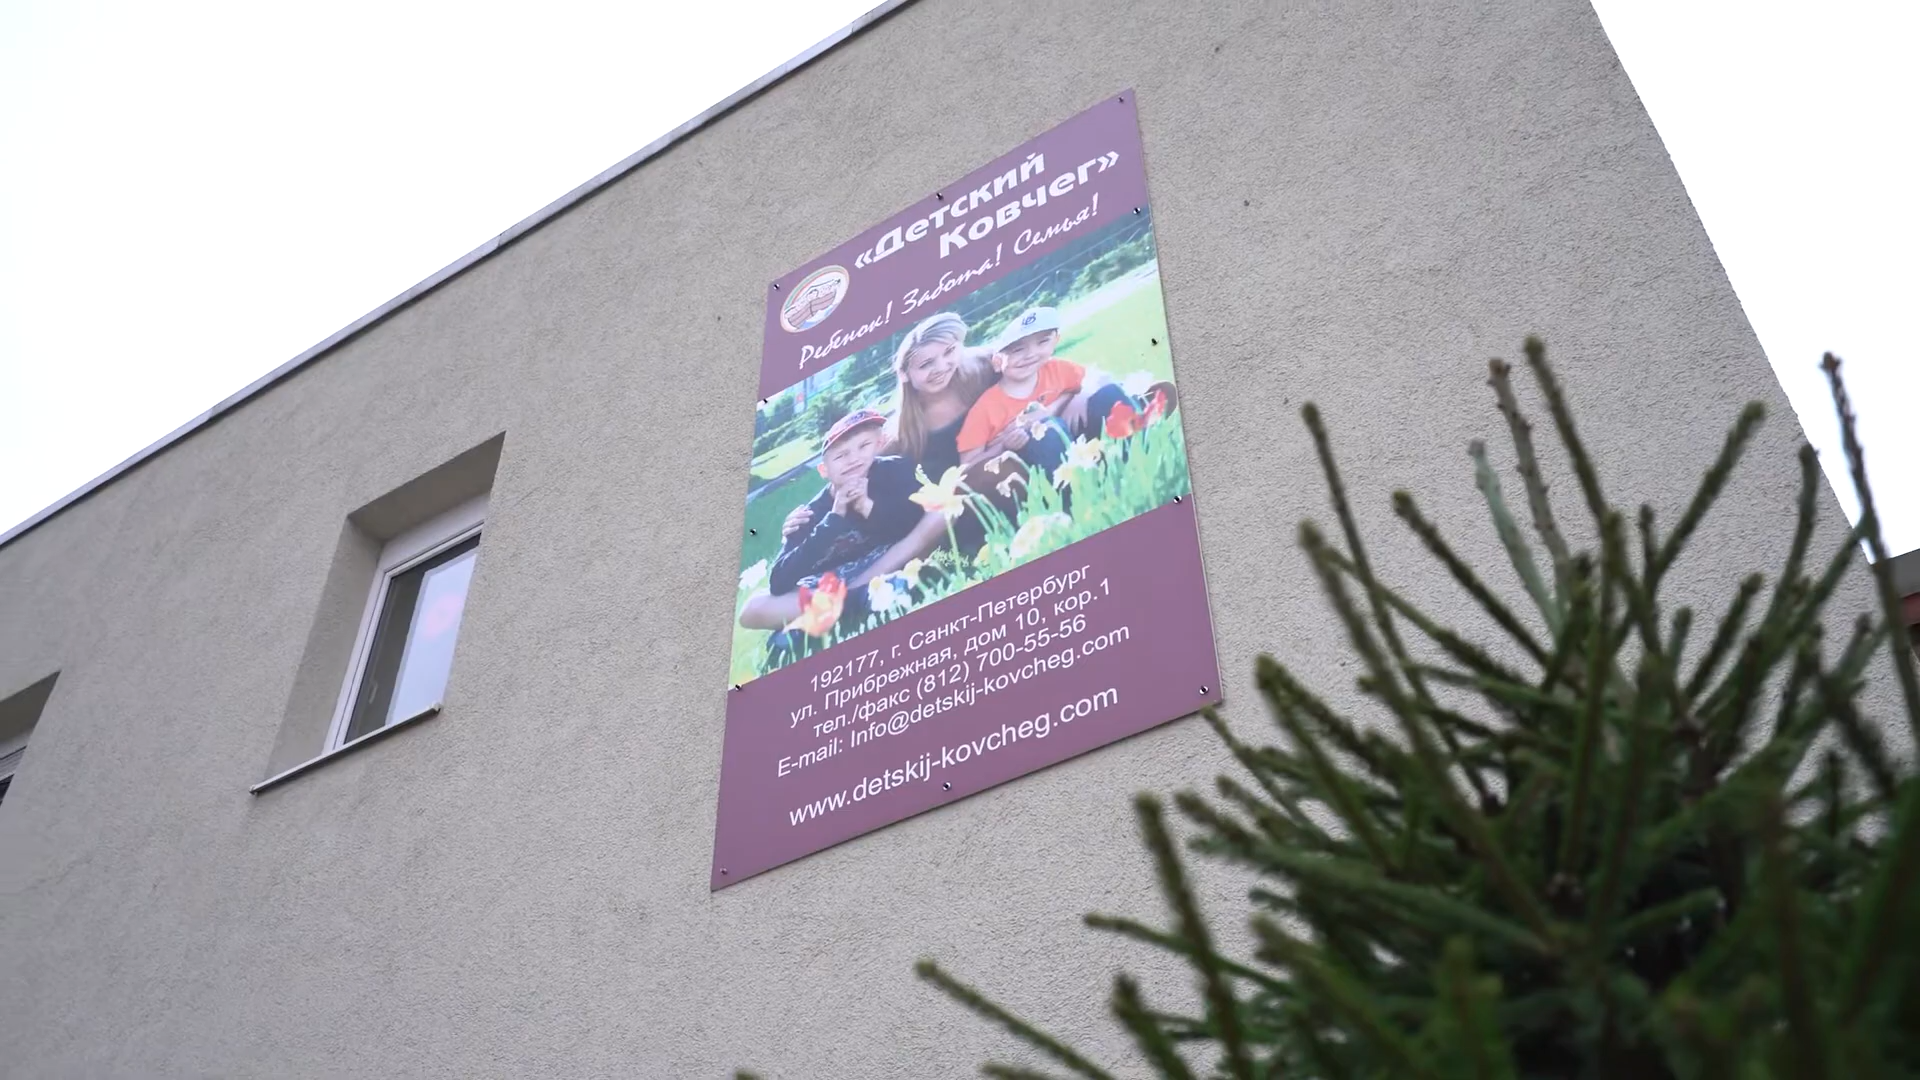 «Детский
Ковчег»
Ребенок! Забота! Семья!
192177, г. Санкт-Петербург
ул. Прибрежная, дом 10, кор.1
тел./факс (812) 700-55-56
E-mail: Info@detskij-kovcheg.com
www.detskij-kovcheg.com